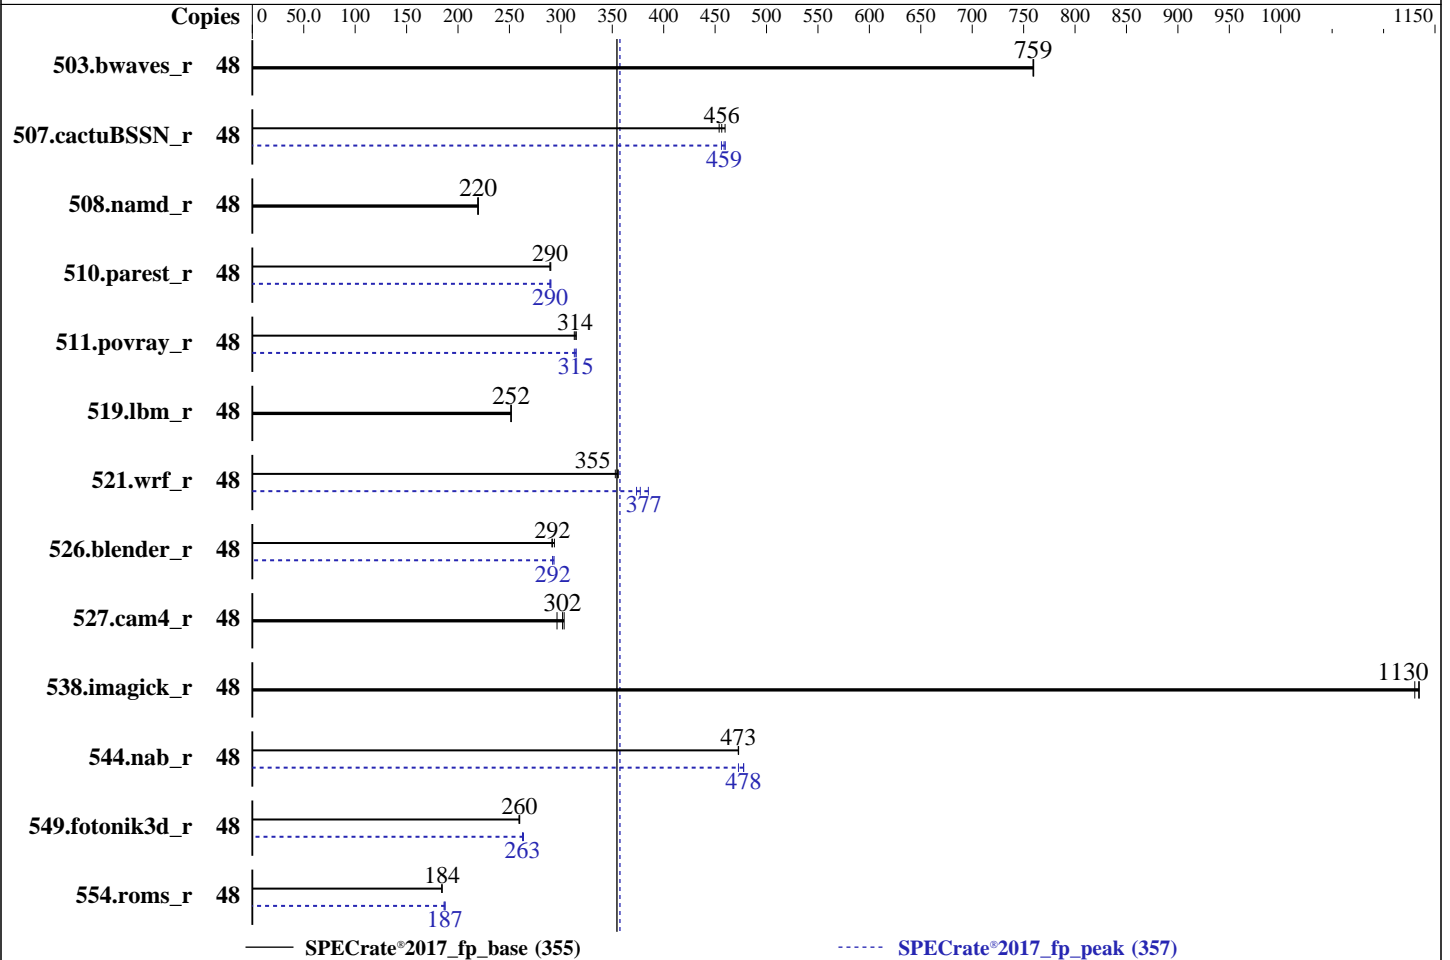 Copies 0 50.0 100 150 200 250 300 350 400 450 500 550 600 650 700 750 800 850 900 950 1000 1150
503.bwaves_r 48 759
507.cactuBSSN_r 48 456
459
508.namd_r 48 220
510.parest_r 48 290
290
511.povray_r 48 314
315
519.lbm_r 48 252
521.wrf_r 48 355
377
526.blender_r 48 292
292
527.cam4_r 48 302
538.imagick_r 48 1130
544.nab_r 48 473
478
549.fotonik3d_r 48 260
263
554.roms_r 48 184
187
SPECrate®2017_fp_base (355) SPECrate®2017_fp_peak (357)